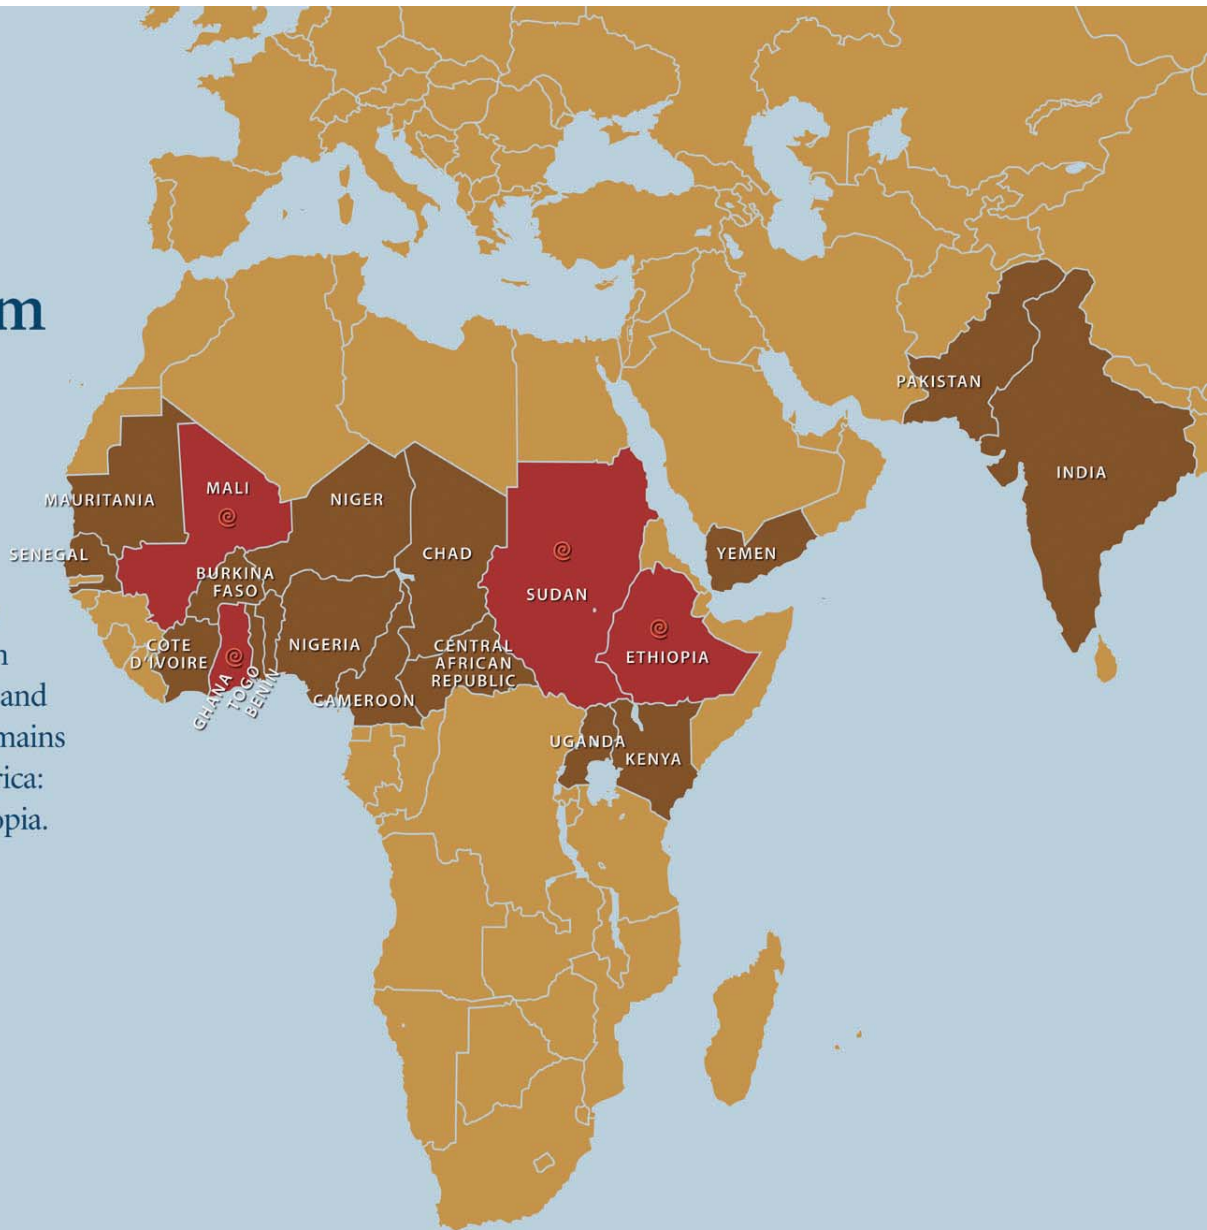 m
and
mains
rica:
opia.
PAKISTAN
INDIA
MAURITANIA
MALI
NIGER
SENEGAL
CHAD
YEMEN
BURKINA
FASO
SUDAN
CÔTE
D'IVOIRE
NIGERIA
CENTRAL
AFRICAN
REPUBLIC
ETHIOPIA
GHANA
TOGO
BENIN
CAMEROON
UGANDA
KENYA